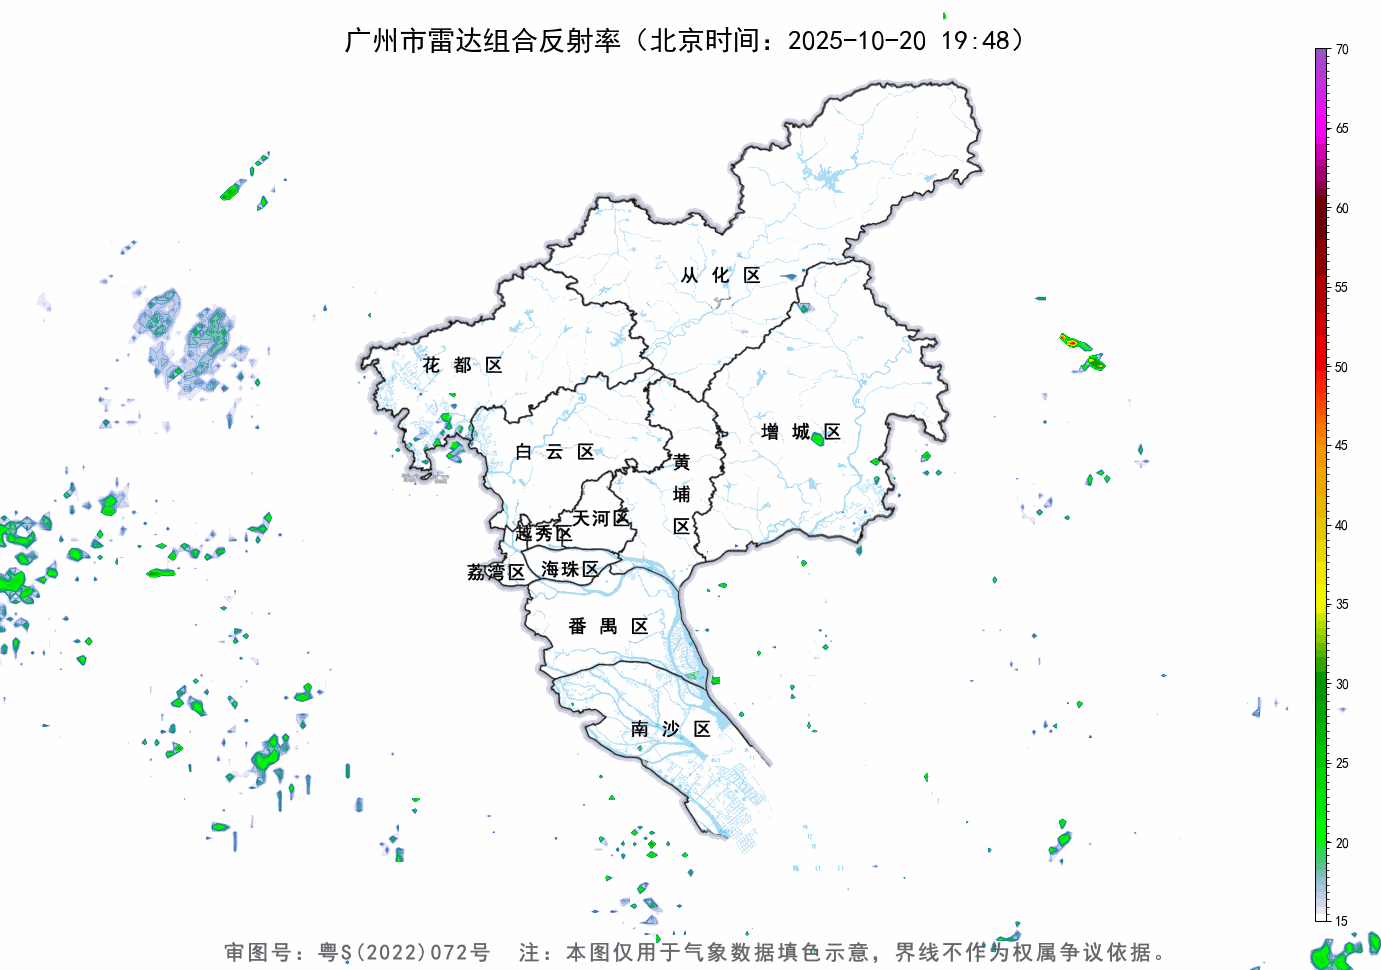 广州市雷达组合反射率（北京时间：2025-10-20 19:48）
70
65
60
55
50
45
40
35
30
25
20
15
从化区
花都区
增城区
白云区
黄埔区
天河区
越秀区
荔湾区
海珠区
番禺区
南沙区
审图号：粤S(2022)072号 注：本图仅用于气象数据填色示意，界线不作为权属争议依据。